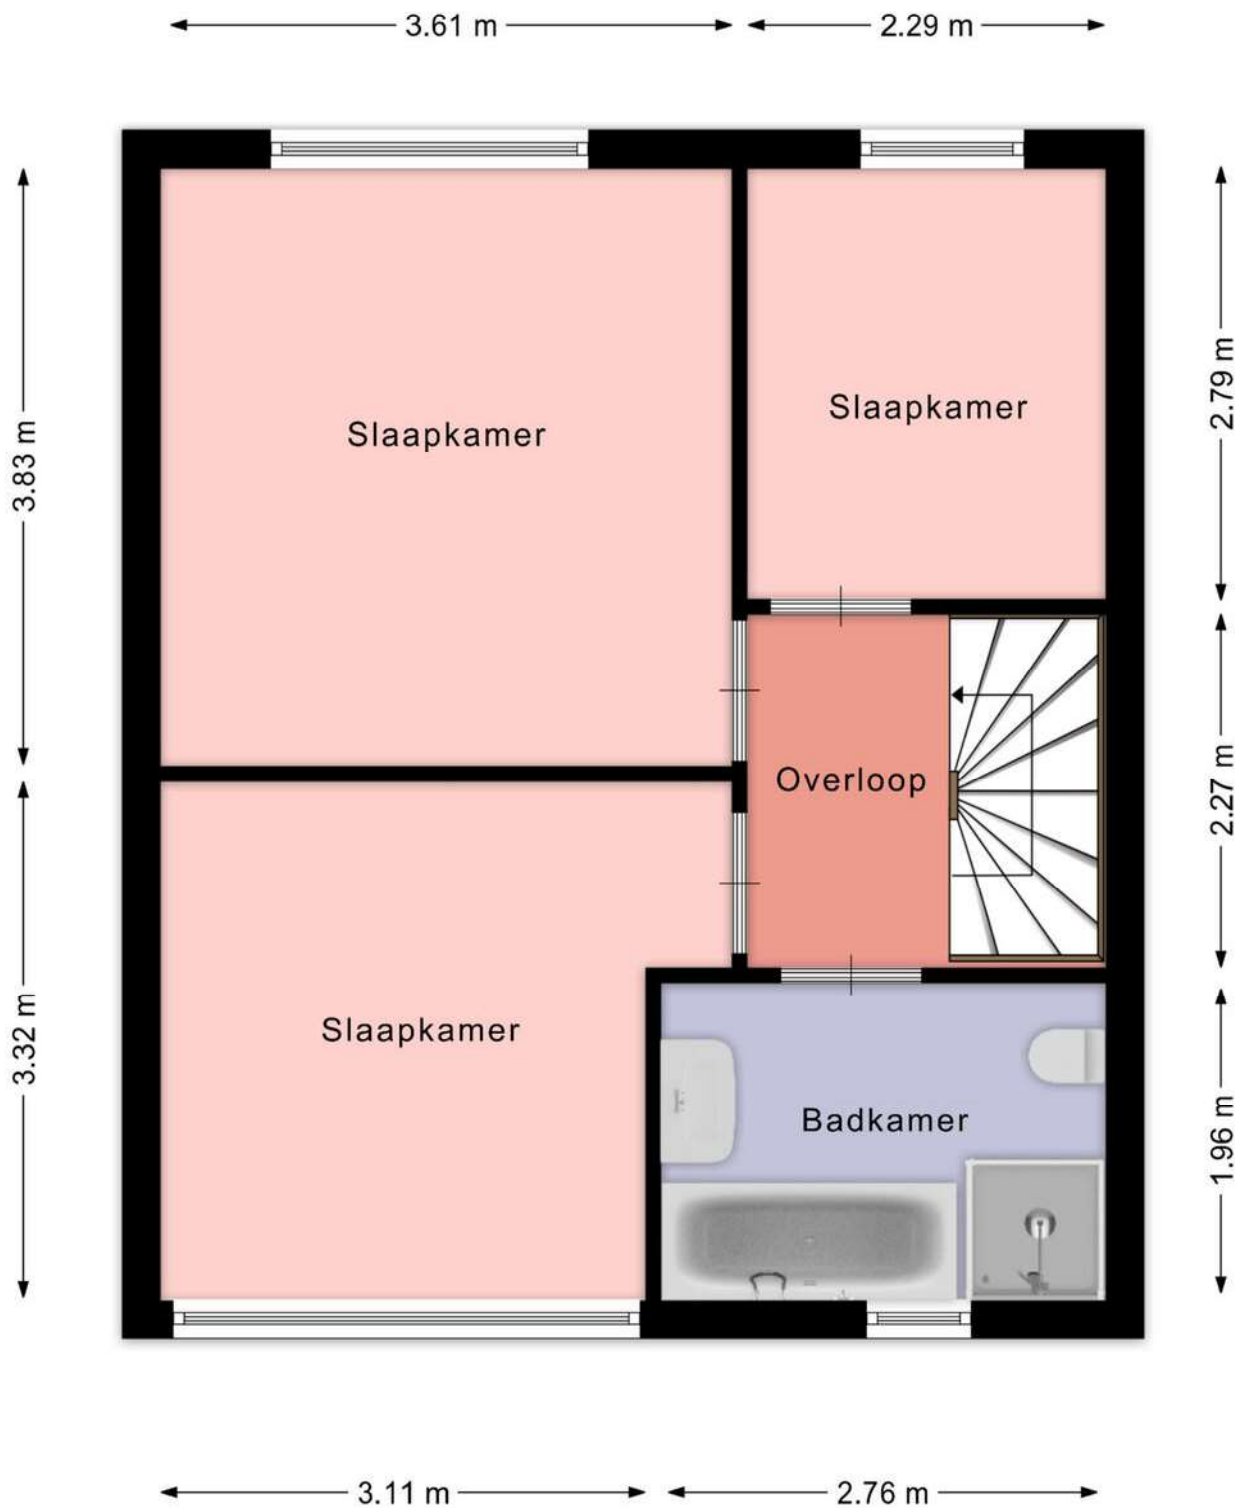 3.61 m
2.29 m
3.83 m
2.79 m
Slaapkamer
Slaapkamer
Overloop
2.27 m
3.32 m
Slaapkamer
Badkamer
1.96 m
3.11 m
2.76 m